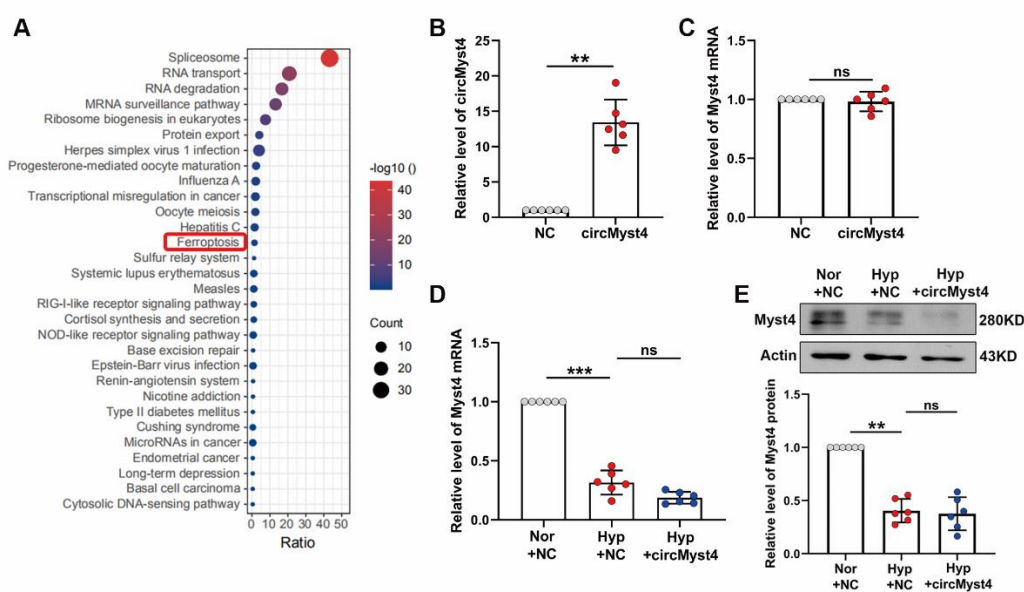 A
Spliceosome
RNA transport
RNA degradation
MRNA surveillance pathway
Ribosome biogenesis in eukaryotes
Protein export
Herpes simplex virus 1 infection
Progesterone-mediated oocyte maturation
Influenza A
Transcriptional misregulation in cancer
Oocyte meiosis
Hepatitis C
Ferroptosis
Sulfur relay system
Systemic lupus erythematosus
Measles
RIG-I-like receptor signaling pathway
Cortisol synthesis and secretion
NOD-like receptor signaling pathway
Base excision repair
Epstein-Barr virus infection
Renin-angiotensin system
Nicotine addiction
Type II diabetes mellitus
Cushing syndrome
MicroRNAs in cancer
Endometrial cancer
Long-term depression
Basal cell carcinoma
Cytosolic DNA-sensing pathway
0 10 20 30 40 50
Ratio
-log10 ()
40
30
20
10
Count
10
20
30
B
Relative level of circMyst4
25
20
15
10
5
0
**
NC circMyst4
C
Relative level of Myst4 mRNA
1.5
1.0
0.5
0.0
ns
NC circMyst4
D
Relative level of Myst4 mRNA
1.5
1.0
0.5
0.0
***
ns
Nor Hyp Hyp
+NC +NC +circMyst4
E
Nor Hyp Hyp
+NC +NC +circMyst4
Myst4 280KD
Actin 43KD
Relative level of Myst4 protein
1.5
1.0
0.5
0.0
**
ns
Nor Hyp Hyp
+NC +NC +circMyst4